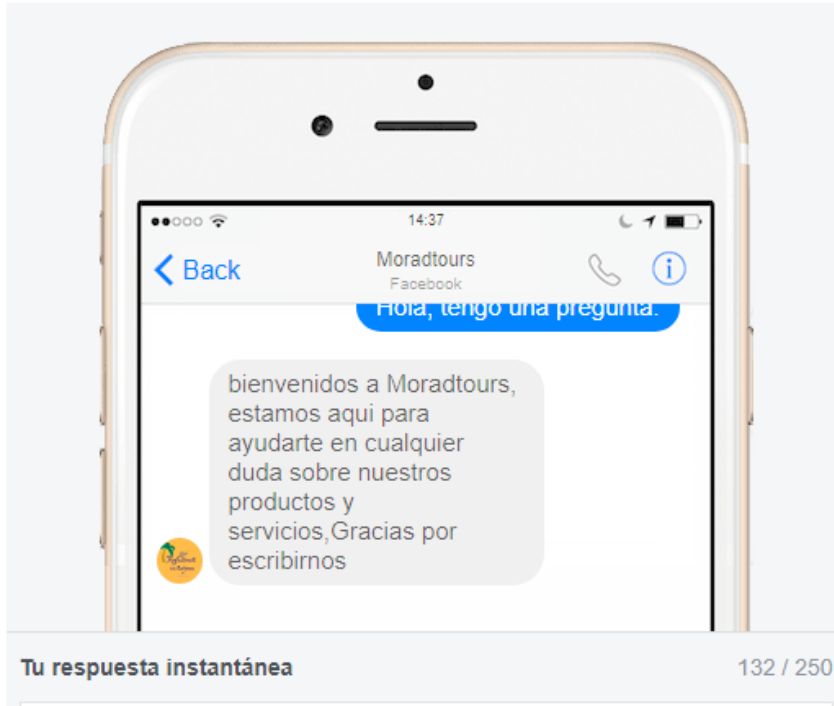 14:37
Back
Moradtours
Facebook
Hola, tengo una pregunta.
bienvenidos a Moradtours,
estamos aqui para
ayudarte en cualquier
duda sobre nuestros
productos y
servicios,Gracias por
escribirnos
Tu respuesta instantánea
132 / 250